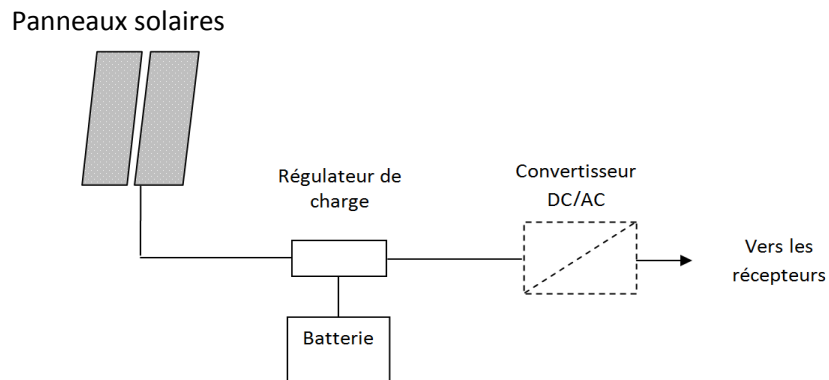 Panneaux solaires
Régulateur de
charge
Convertisseur
DC/AC
Vers les
récepteurs
Batterie